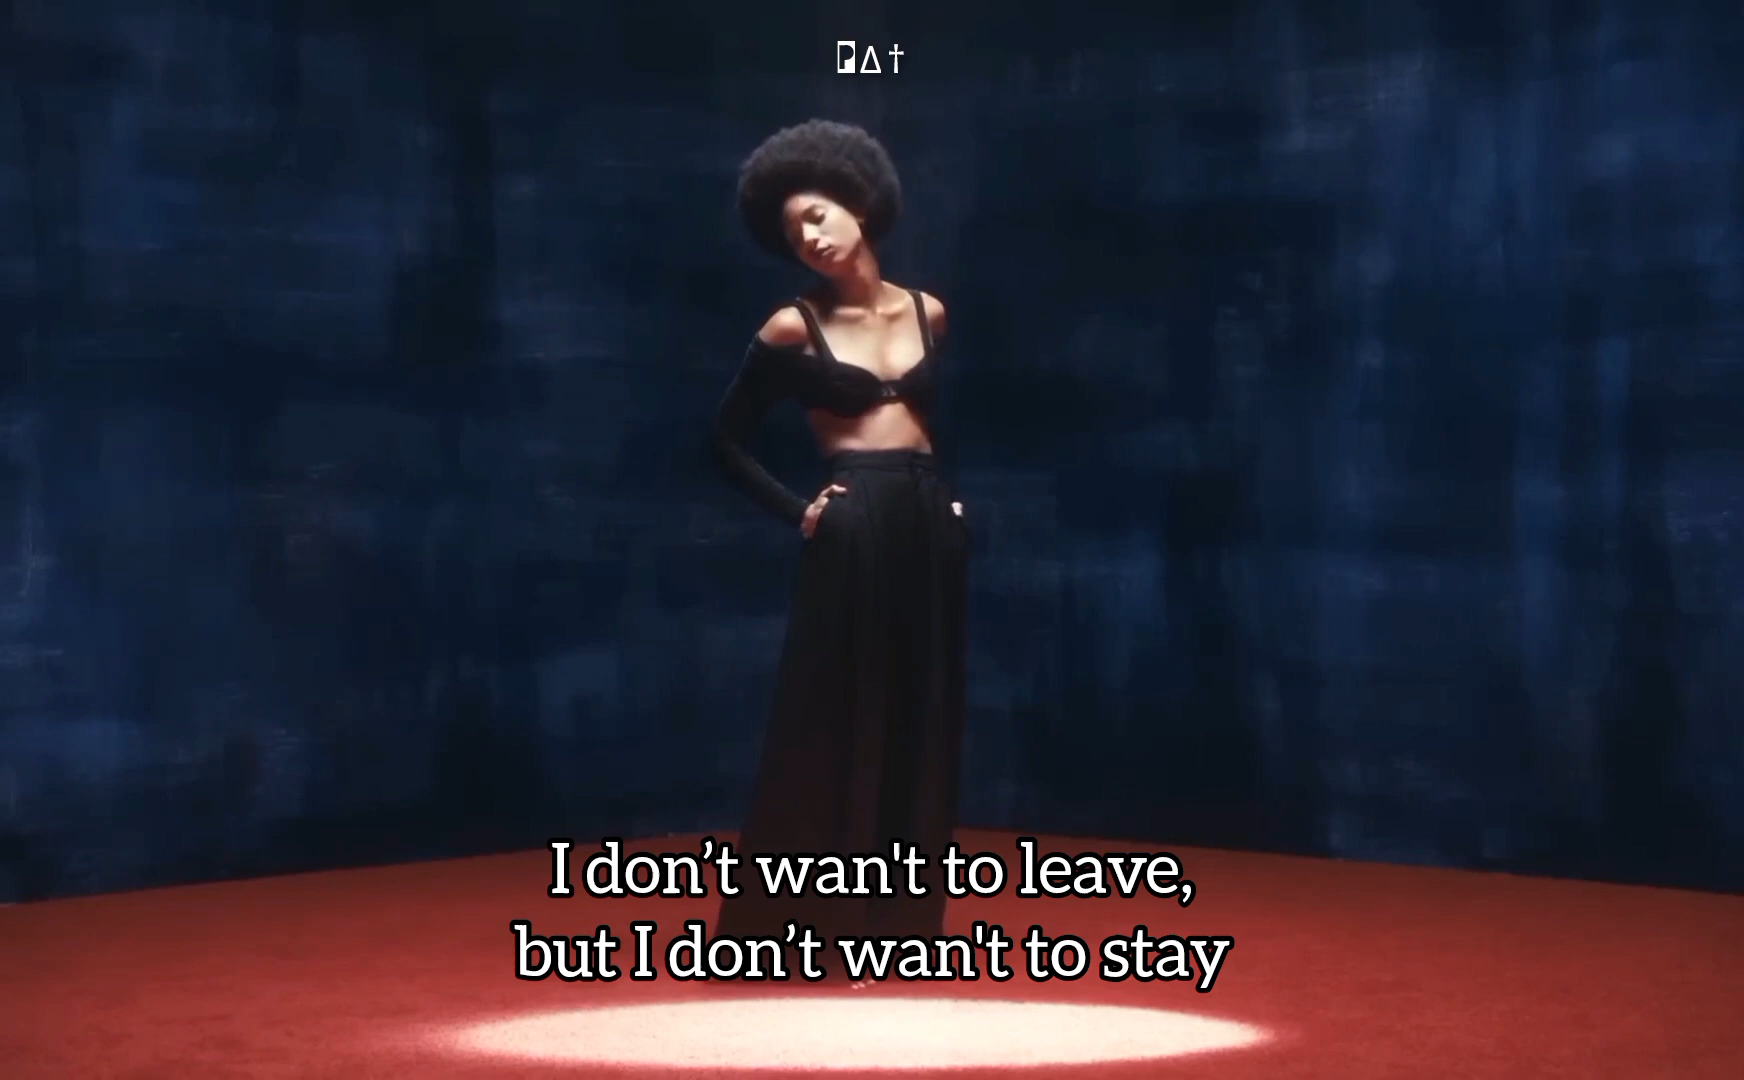 P∆†
I don’t wan't to leave,
but I don’t wan't to stay